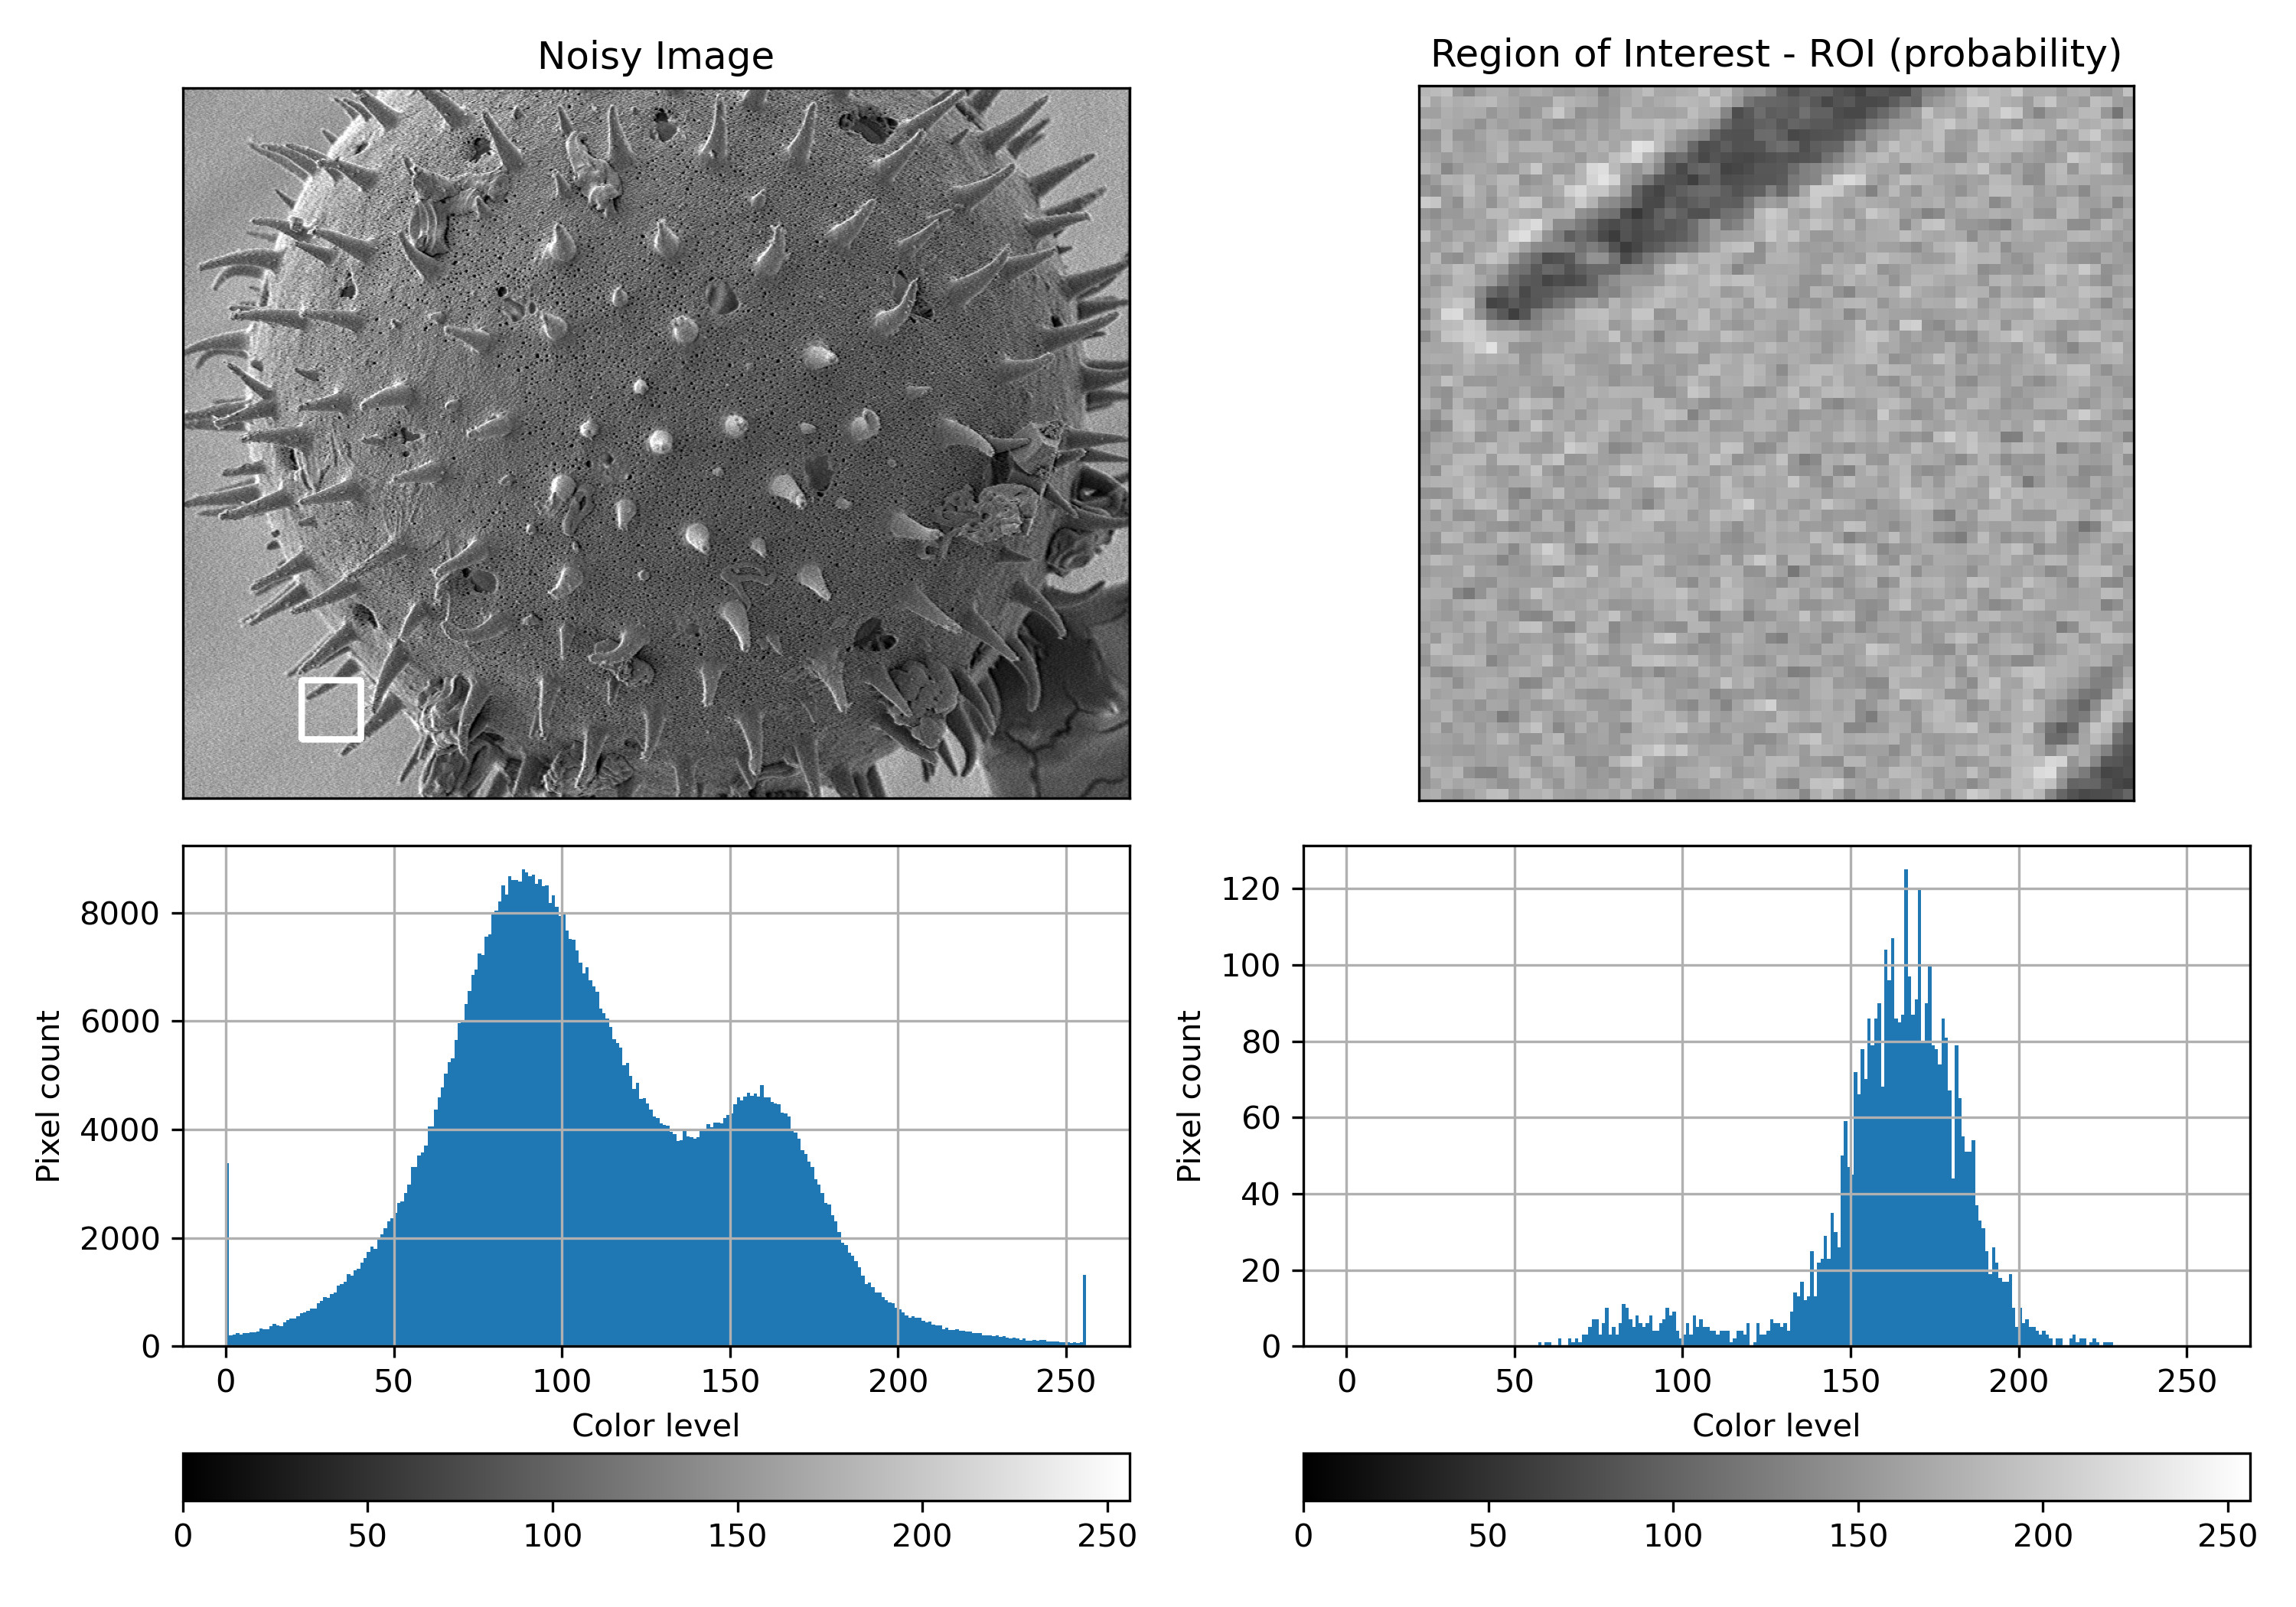 Noisy Image
Region of Interest - ROI (probability)
8000
6000
4000
2000
0
Pixel count
0 50 100 150 200 250
Color level
0 50 100 150 200 250
120
100
80
60
40
20
0
Pixel count
0 50 100 150 200 250
Color level
0 50 100 150 200 250